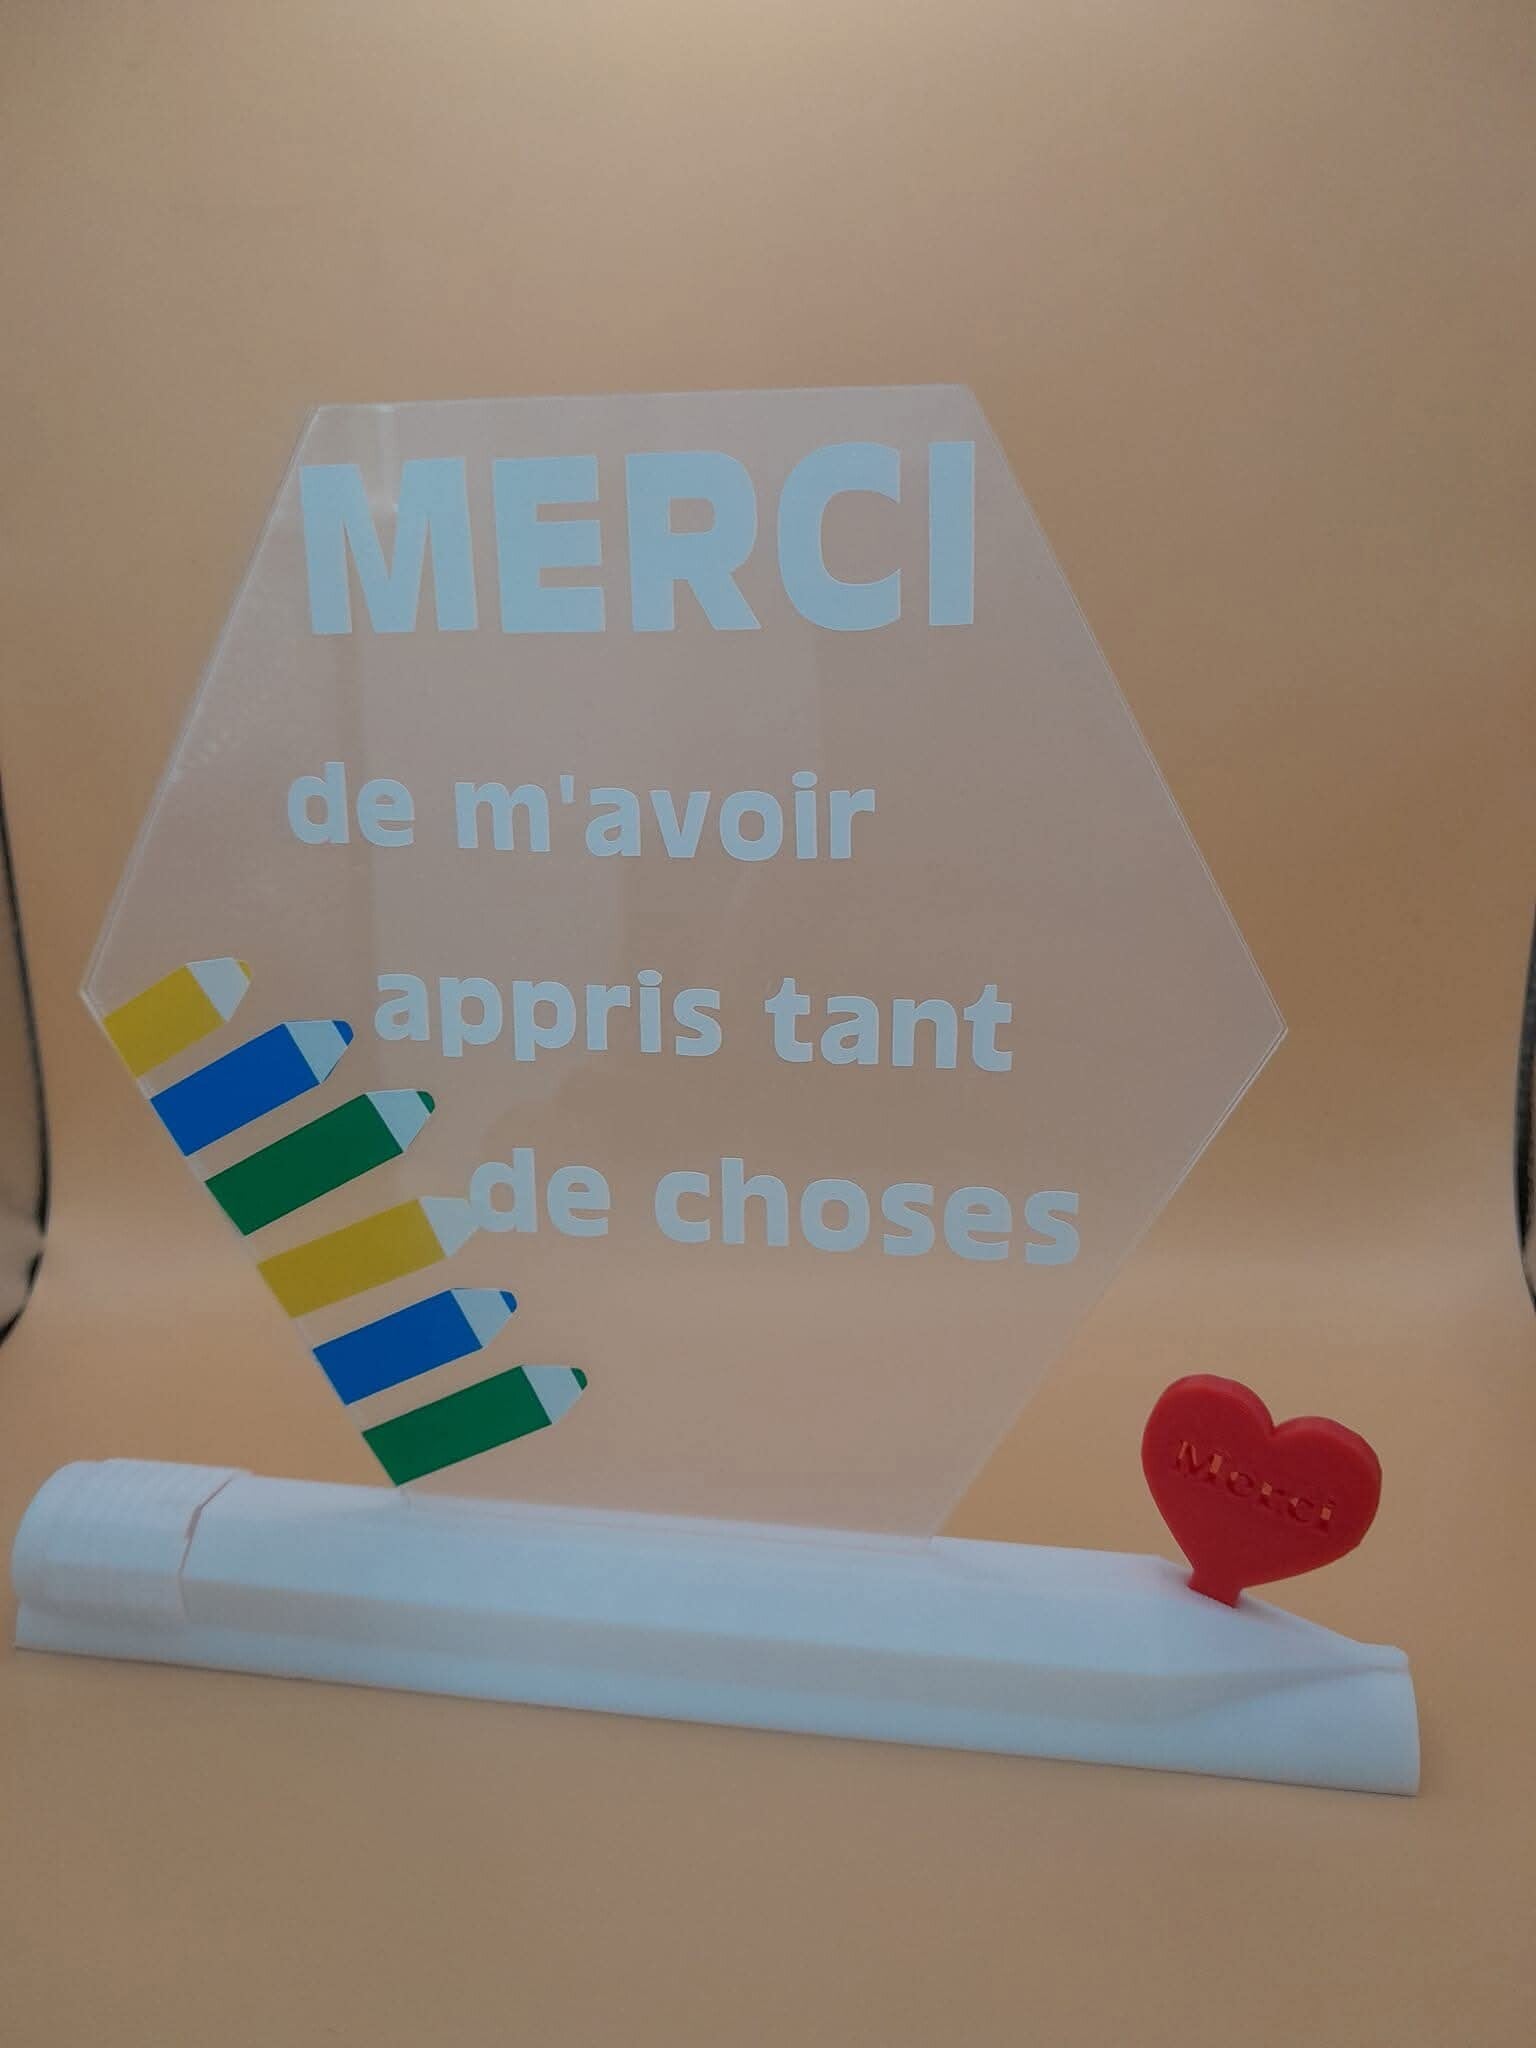 MERCI
de m'avoir
appris tant
de choses
Merci